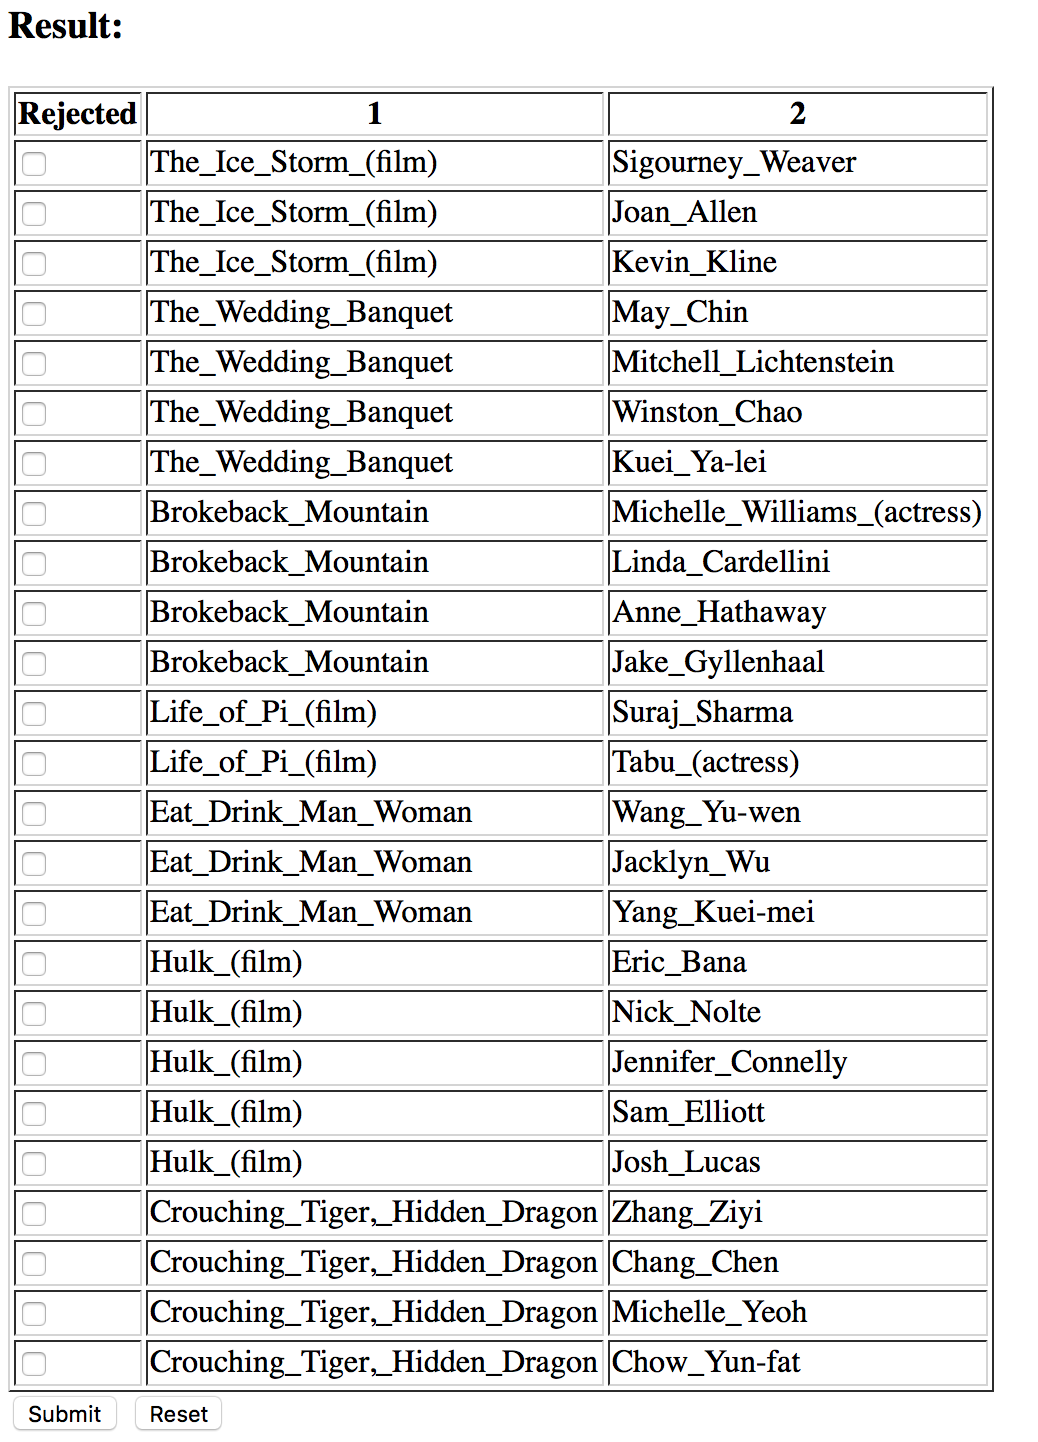 Result:
Rejected 1 2
The_Ice_Storm_(film) Sigourney_Weaver
The_Ice_Storm_(film) Joan_Allen
The_Ice_Storm_(film) Kevin_Kline
The_Wedding_Banquet May_Chin
The_Wedding_Banquet Mitchell_Lichtenstein
The_Wedding_Banquet Winston_Chao
The_Wedding_Banquet Kuei_Ya-lei
Brokeback_Mountain Michelle_Williams_(actress)
Brokeback_Mountain Linda_Cardellini
Brokeback_Mountain Anne_Hathaway
Brokeback_Mountain Jake_Gyllenhaal
Life_of_Pi_(film) Suraj_Sharma
Life_of_Pi_(film) Tabu_(actress)
Eat_Drink_Man_Woman Wang_Yu-wen
Eat_Drink_Man_Woman Jacklyn_Wu
Eat_Drink_Man_Woman Yang_Kuei-mei
Hulk_(film) Eric_Bana
Hulk_(film) Nick_Nolte
Hulk_(film) Jennifer_Connelly
Hulk_(film) Sam_Elliott
Hulk_(film) Josh_Lucas
Crouching_Tiger,_Hidden_Dragon Zhang_Ziyi
Crouching_Tiger,_Hidden_Dragon Chang_Chen
Crouching_Tiger,_Hidden_Dragon Michelle_Yeoh
Crouching_Tiger,_Hidden_Dragon Chow_Yun-fat
Submit Reset